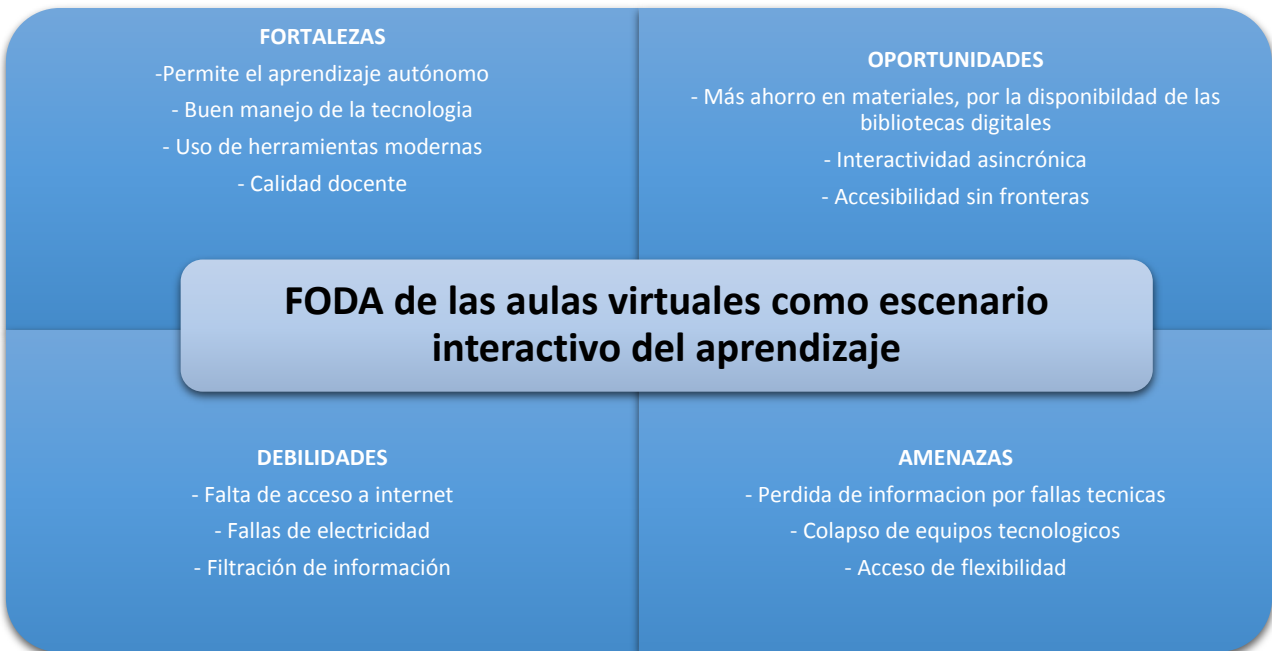 FORTALEZAS
-Permite el aprendizaje autónomo
- Buen manejo de la tecnologia
- Uso de herramientas modernas
- Calidad docente
OPORTUNIDADES
- Más ahorro en materiales, por la disponibildad de las
bibliotecas digitales
- Interactividad asincrónica
- Accesibilidad sin fronteras
FODA de las aulas virtuales como escenario
interactivo del aprendizaje
DEBILIDADES
- Falta de acceso a internet
- Fallas de electricidad
- Filtración de información
AMENAZAS
- Perdida de informacion por fallas tecnicas
- Colapso de equipos tecnologicos
- Acceso de flexibilidad